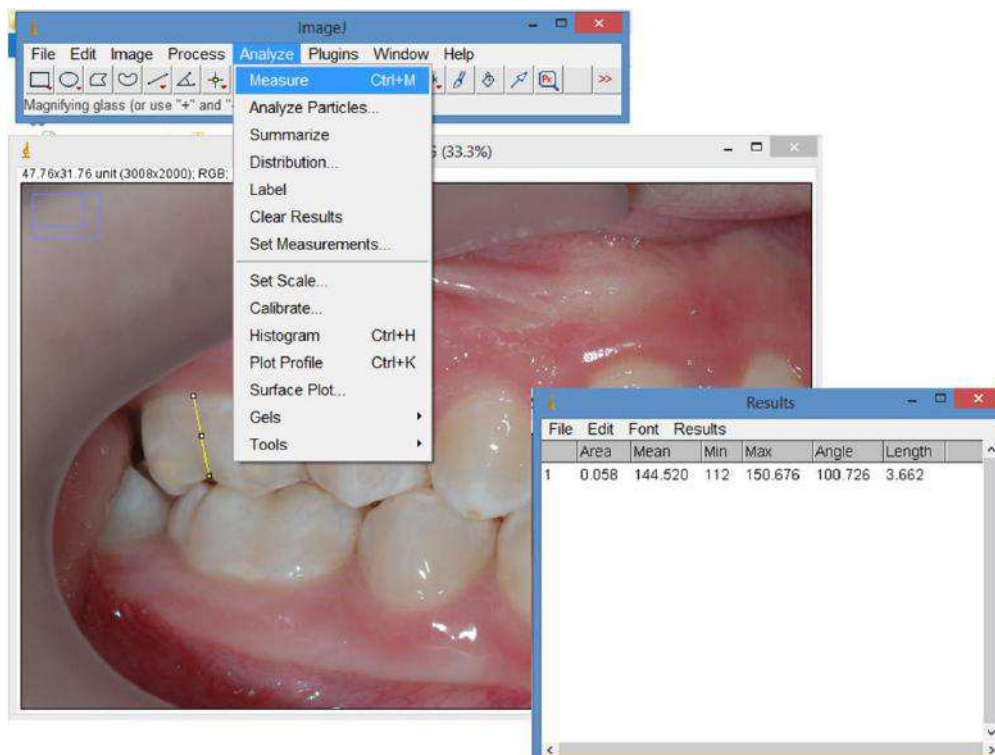 ImageJ
File Edit Image Process Analyze Plugins Window Help
Magnifying glass (or use "+" and "-
(33.3%)
47.76x31.76 unit (3008x2000); RGB;
Measure Ctrl+M
Analyze Particles...
Summarize
Distribution...
Label
Clear Results
Set Measurements...
Set Scale...
Calibrate...
Histogram Ctrl+H
Plot Profile Ctrl+K
Surface Plot...
Gels
Tools
Results
File Edit Font Results
Area Mean Min Max Angle Length
1 0.058 144.520 112 150.676 100.726 3.662